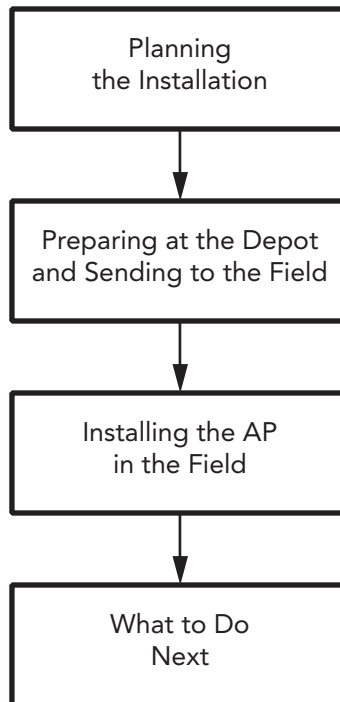 Planning
the Installation
Preparing at the Depot
and Sending to the Field
Installing the AP
in the Field
What to Do
Next